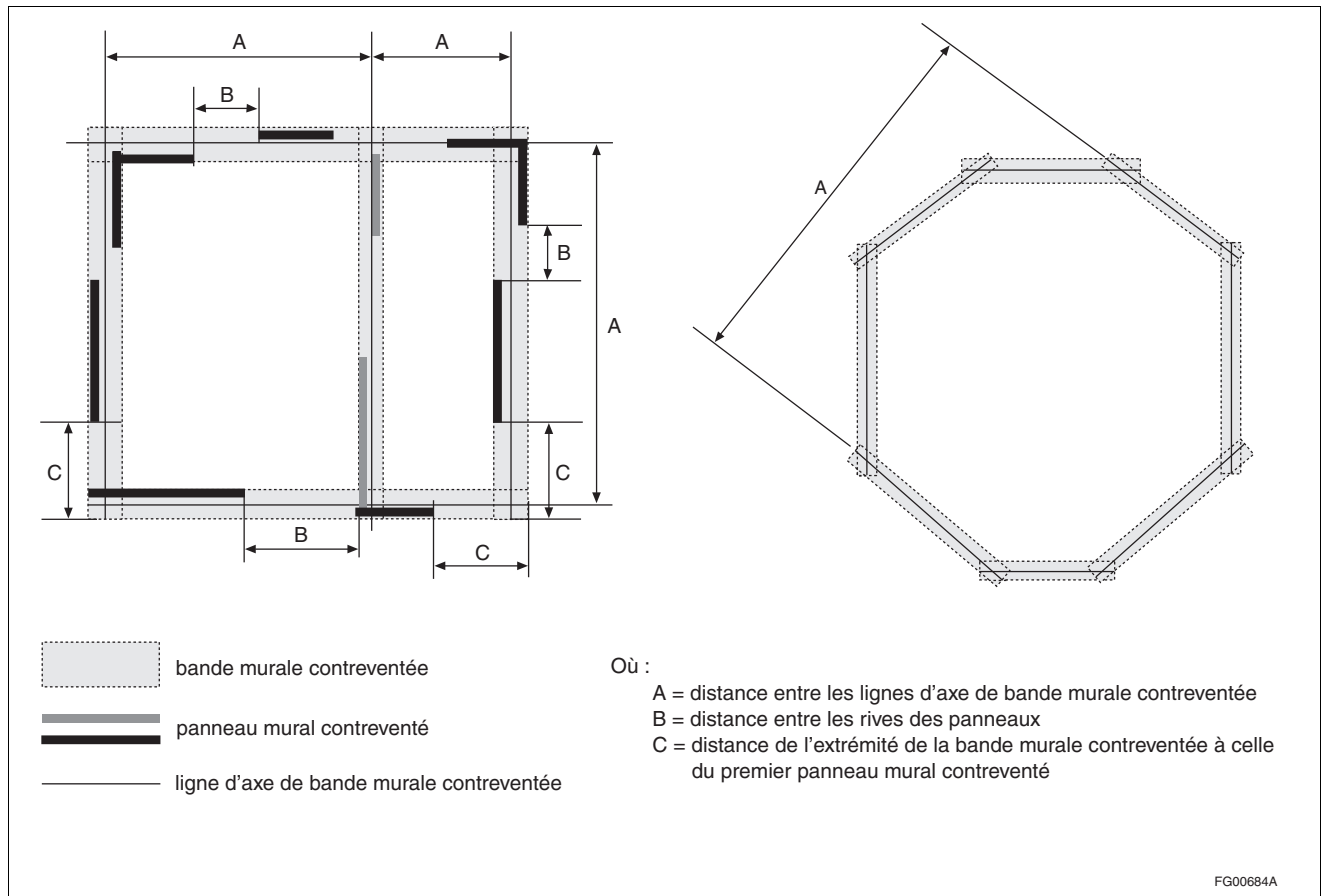 A
A
B
A
B
A
C
C
B
C
bande murale contreventée
panneau mural contreventé
ligne d'axe de bande murale contreventée
Où :
A = distance entre les lignes d'axe de bande murale contreventée
B = distance entre les rives des panneaux
C = distance de l'extrémité de la bande murale contreventée à celle
du premier panneau mural contreventé
FG00684A